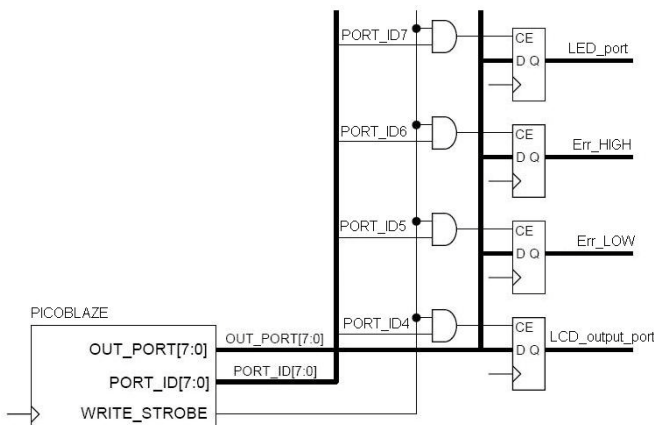 PORT_ID7
CE
D Q
LED_port
PORT_ID6
CE
D Q
Err_HIGH
PORT_ID5
CE
D Q
Err_LOW
PICOBLAZE
PORT_ID4
CE
D Q
LCD_output_port
OUT_PORT[7:0]
OUT_PORT[7:0]
PORT_ID[7:0]
PORT_ID[7:0]
WRITE_STROBE